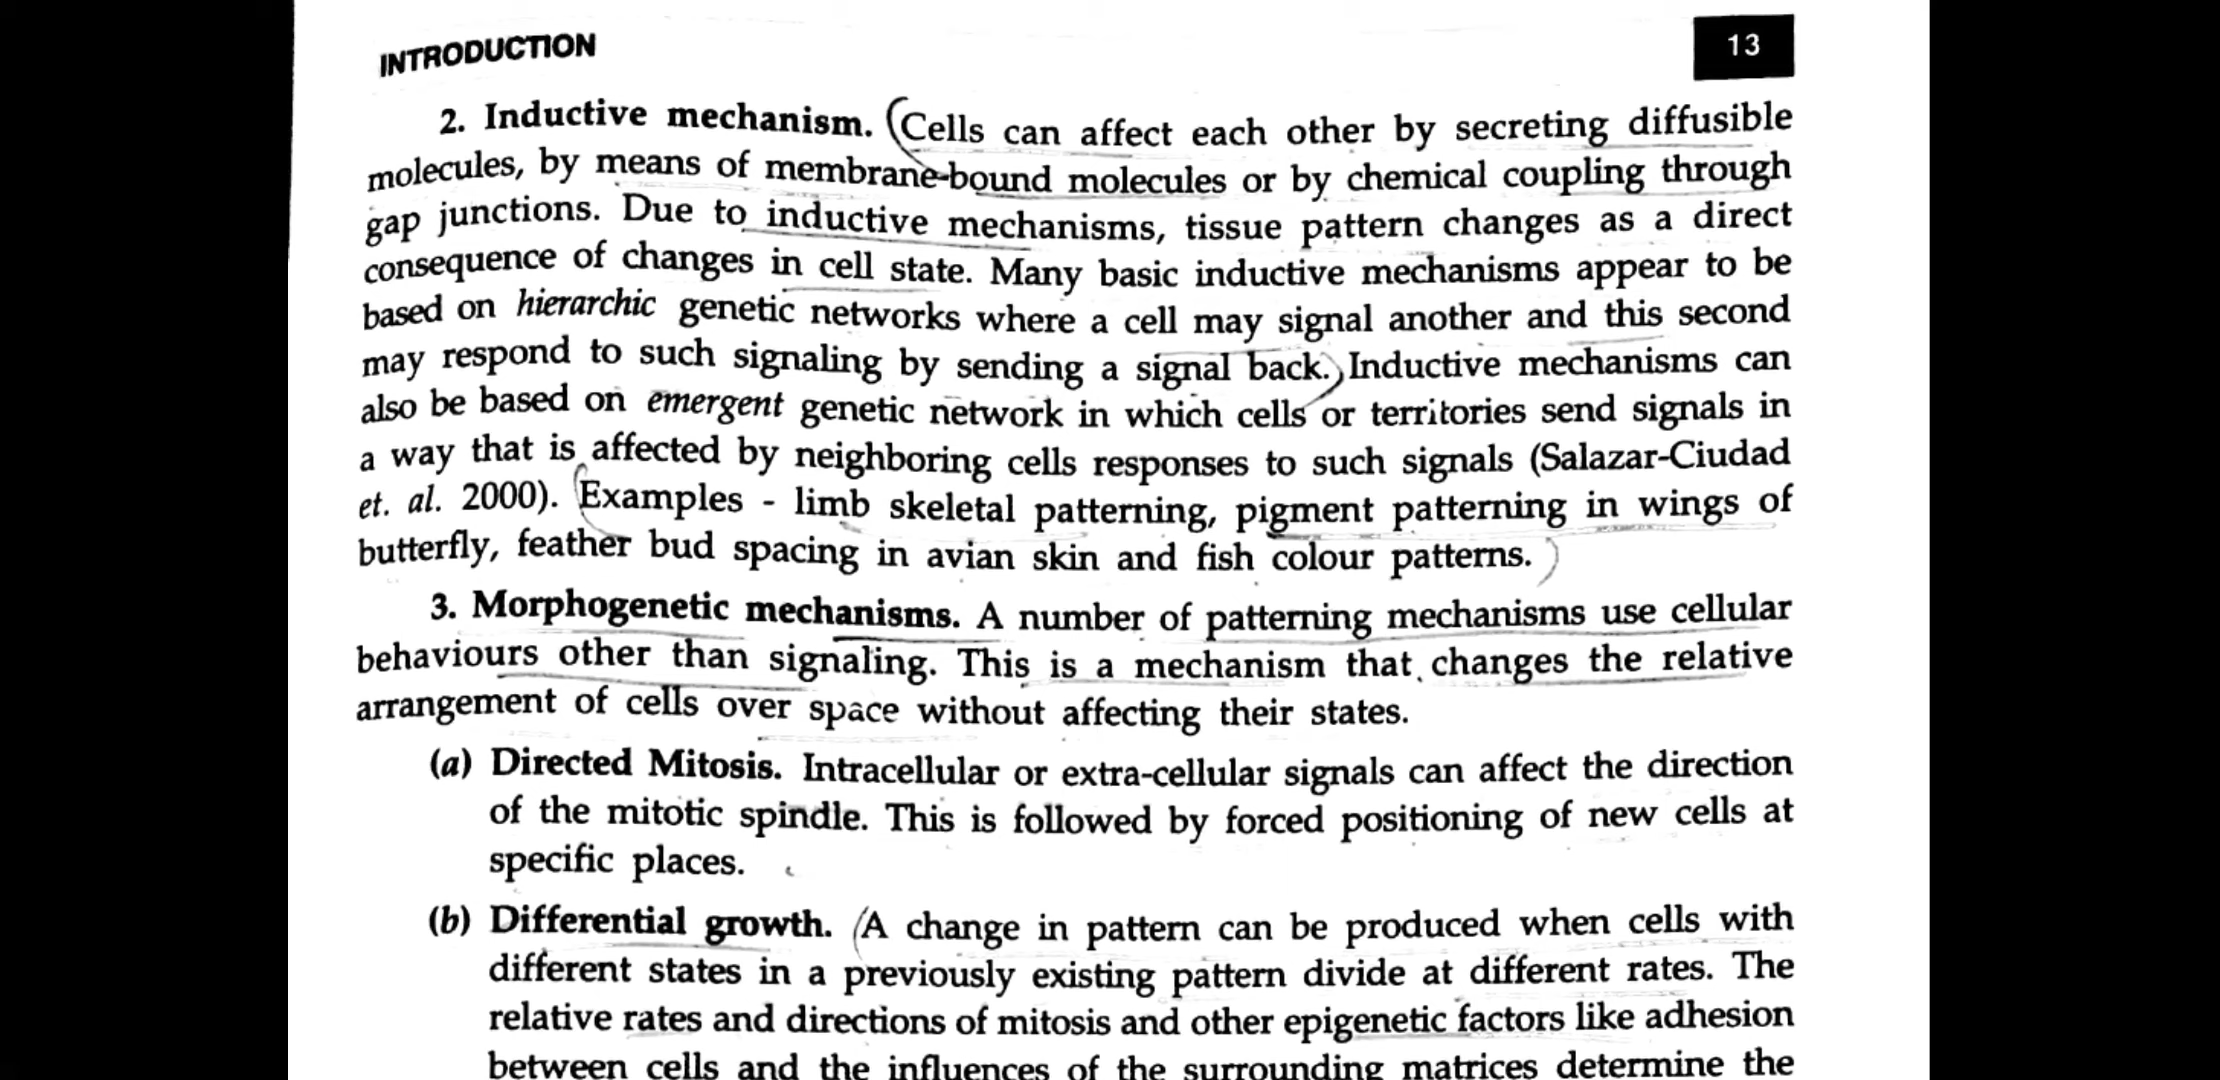 INTRODUCTION
13
2. Inductive mechanism. Cells can affect each other by secreting diffusible
molecules, by means of membrane-bound molecules or by chemical coupling through
gap junctions. Due to inductive mechanisms, tissue pattern changes as a direct
consequence of changes in cell state. Many basic inductive mechanisms appear to be
based on hierarchic genetic networks where a cell may signal another and this second
may respond to such signaling by sending a signal back. Inductive mechanisms can
also be based on emergent genetic network in which cells or territories send signals in
a way that is affected by neighboring cells responses to such signals (Salazar-Ciudad
et. al. 2000). Examples - limb skeletal patterning, pigment patterning in wings of
butterfly, feather bud spacing in avian skin and fish colour patterns.
3. Morphogenetic mechanisms. A number of patterning mechanisms use cellular
behaviours other than signaling. This is a mechanism that changes the relative
arrangement of cells over space without affecting their states.
(a) Directed Mitosis. Intracellular or extra-cellular signals can affect the direction
of the mitotic spindle. This is followed by forced positioning of new cells at
specific places.
(b) Differential growth. A change in pattern can be produced when cells with
different states in a previously existing pattern divide at different rates. The
relative rates and directions of mitosis and other epigenetic factors like adhesion
between cells and the influences of the surrounding matrices determine the